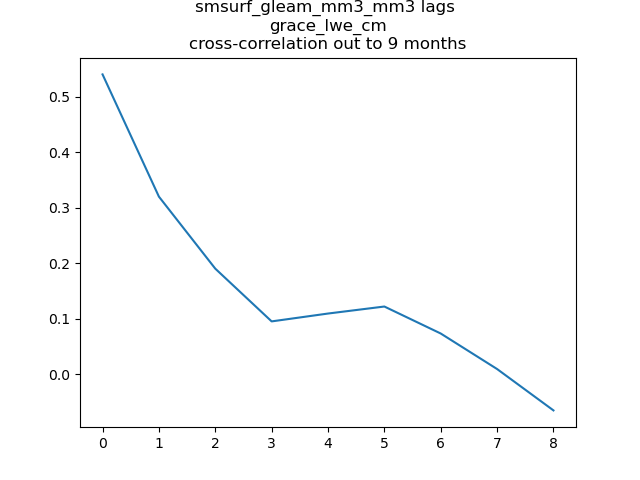 smsurf_gleam_mm3_mm3 lags
grace_lwe_cm
cross-correlation out to 9 months
0.5
0.4
0.3
0.2
0.1
0.0
0 1 2 3 4 5 6 7 8